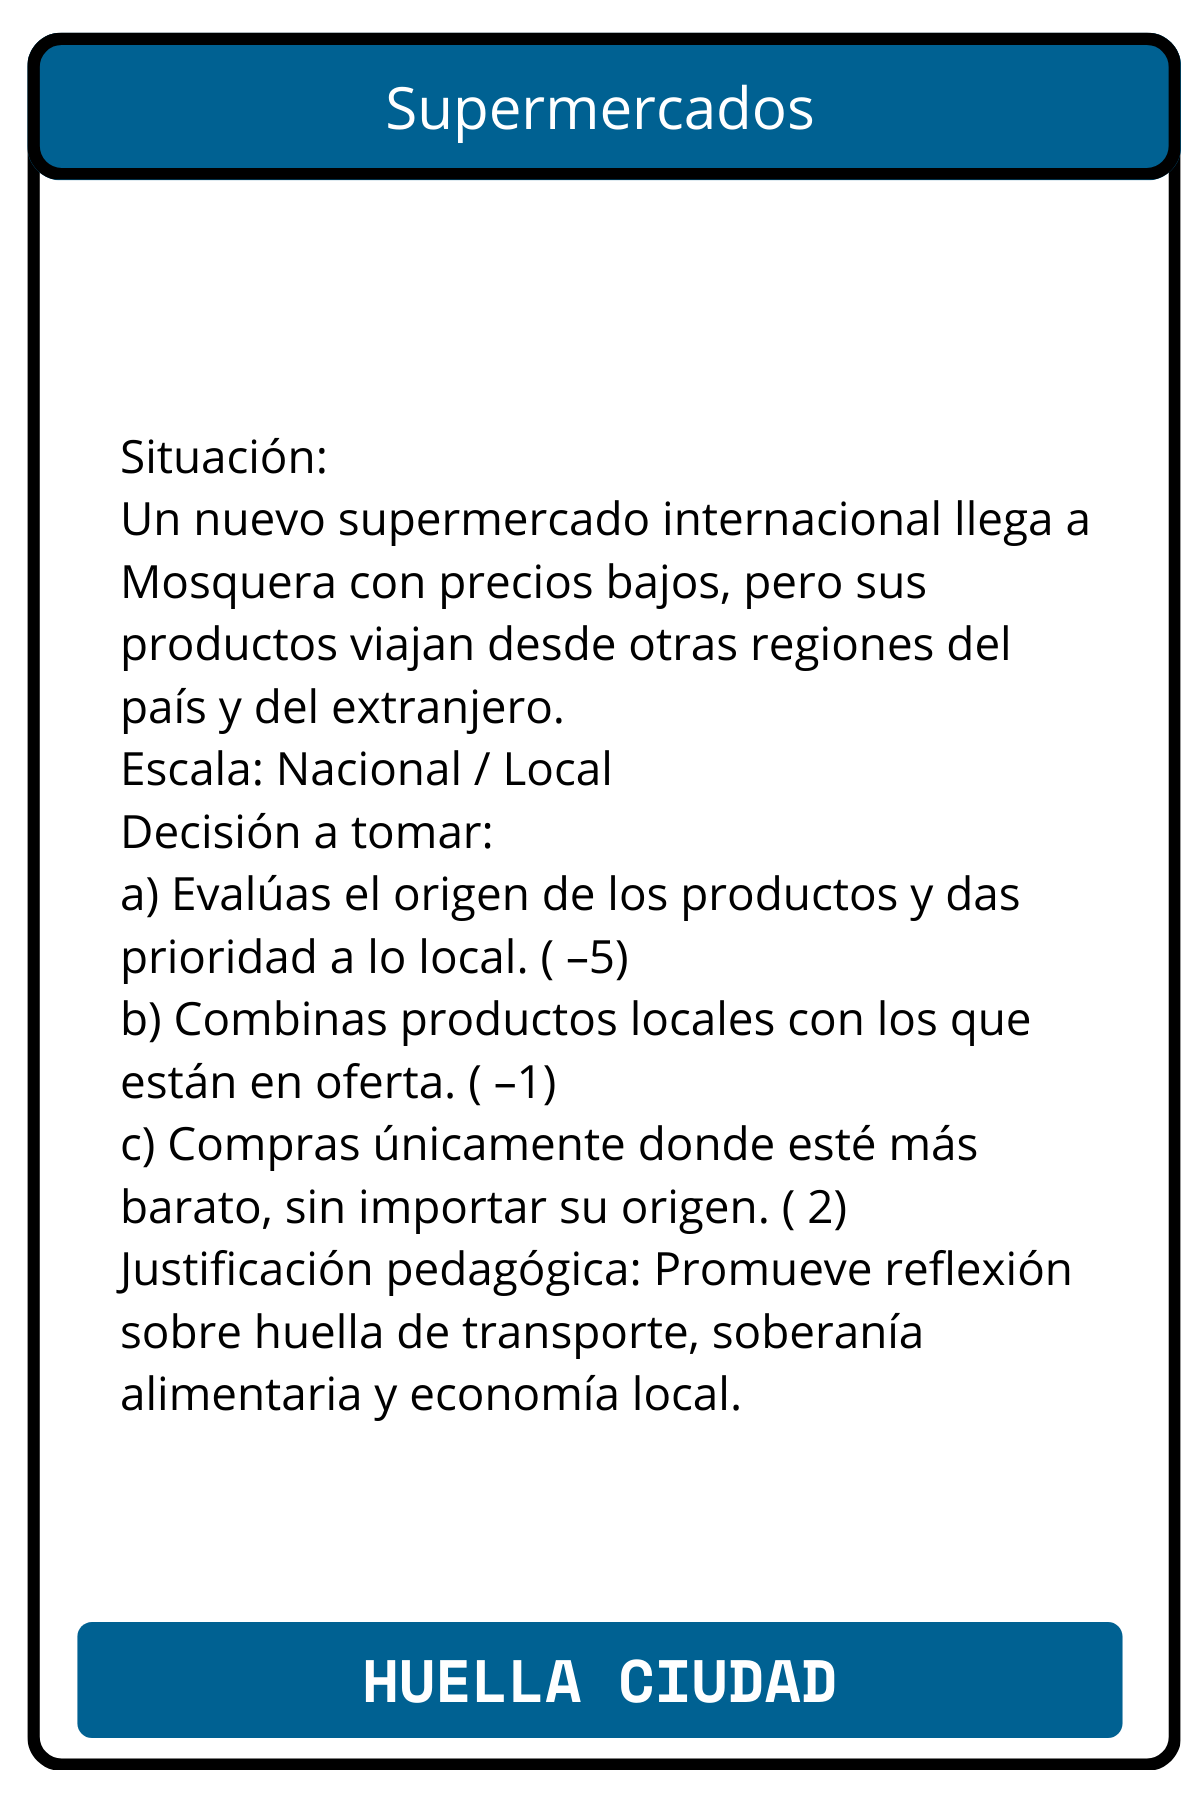 Supermercados
Situación:
Un nuevo supermercado internacional llega a
Mosquera con precios bajos, pero sus
productos viajan desde otras regiones del
país y del extranjero.
Escala: Nacional / Local
Decisión a tomar:
a) Evalúas el origen de los productos y das
prioridad a lo local. ( –5)
b) Combinas productos locales con los que
están en oferta. ( –1)
c) Compras únicamente donde esté más
barato, sin importar su origen. ( 2)
Justificación pedagógica: Promueve reflexión
sobre huella de transporte, soberanía
alimentaria y economía local.
HUELLA CIUDAD